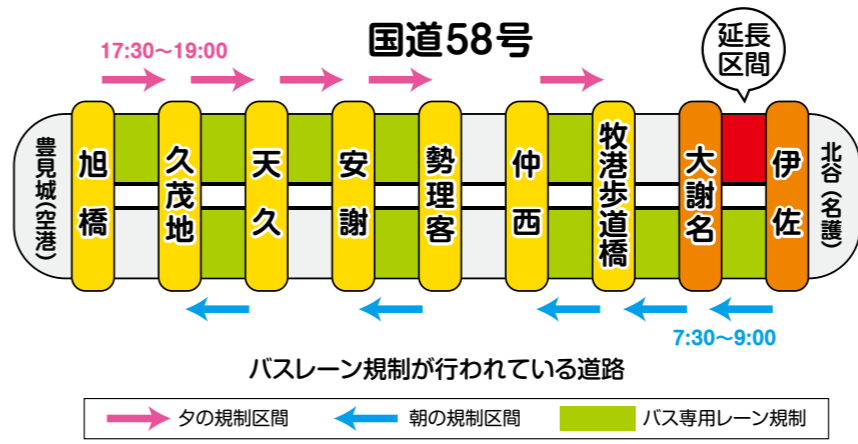 国道58号
17:30～19:00
延長
区間
豊見城(空港)
旭橋
久茂地
天久
安謝
勢理客
仲西
牧港歩道橋
大謝名
伊佐
北谷(名護)
7:30～9:00
バスレーン規制が行われている道路
夕の規制区間
朝の規制区間
バス専用レーン規制